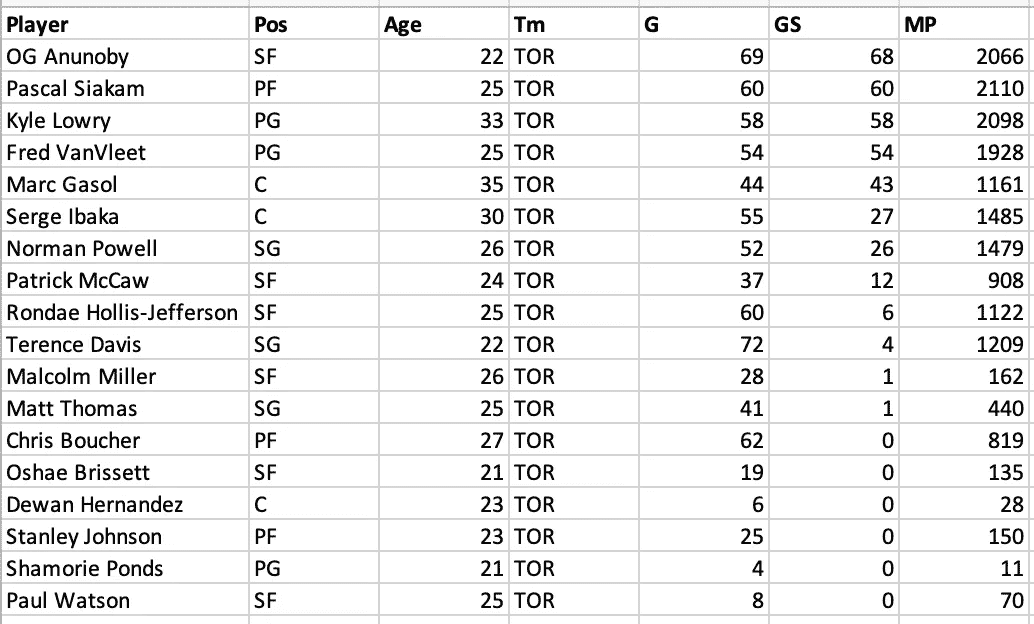 Player Pos Age Tm G GS MP
OG Anunoby SF 22 TOR 69 68 2066
Pascal Siakam PF 25 TOR 60 60 2110
Kyle Lowry PG 33 TOR 58 58 2098
Fred VanVleet PG 25 TOR 54 54 1928
Marc Gasol C 35 TOR 44 43 1161
Serge Ibaka C 30 TOR 55 27 1485
Norman Powell SG 26 TOR 52 26 1479
Patrick McCaw SF 24 TOR 37 12 908
Rondae Hollis-Jefferson SF 25 TOR 60 6 1122
Terence Davis SG 22 TOR 72 4 1209
Malcolm Miller SF 26 TOR 28 1 162
Matt Thomas SG 25 TOR 41 1 440
Chris Boucher PF 27 TOR 62 0 819
Oshae Brissett SF 21 TOR 19 0 135
Dewan Hernandez C 23 TOR 6 0 28
Stanley Johnson PF 23 TOR 25 0 150
Shamorie Ponds PG 21 TOR 4 0 11
Paul Watson SF 25 TOR 8 0 70